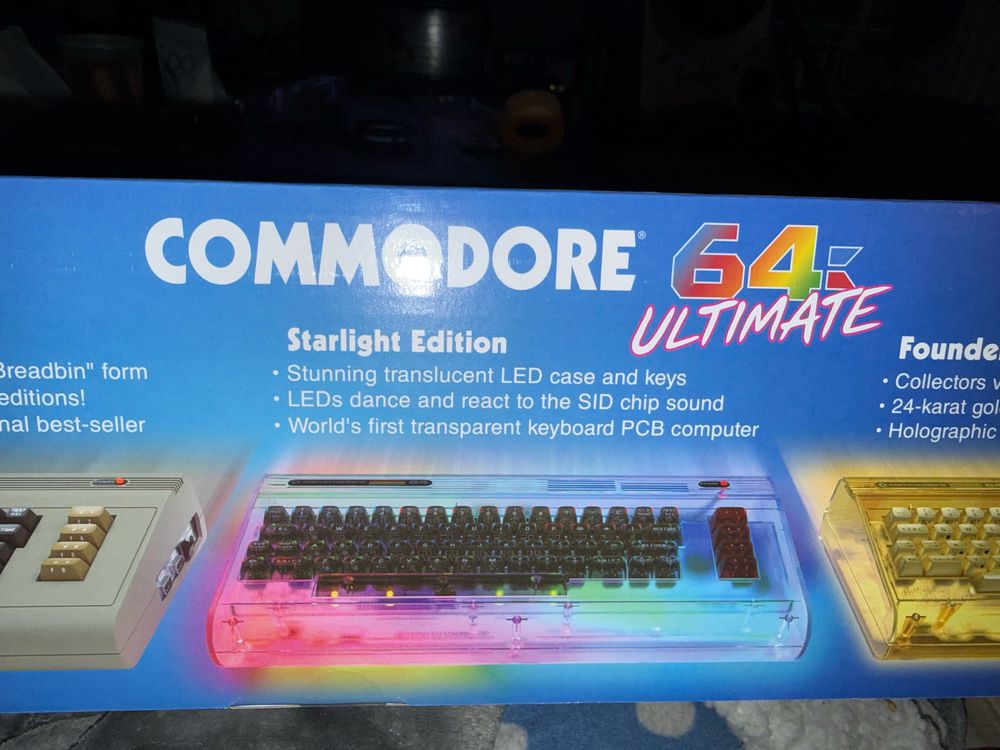 COMMODORE® 64
ULTIMATE
Breadbin" form
editions!
nal best-seller
Starlight Edition
• Stunning translucent LED case and keys
• LEDs dance and react to the SID chip sound
• World's first transparent keyboard PCB computer
Founde
• Collectors v
• 24-karat gol
• Holographic